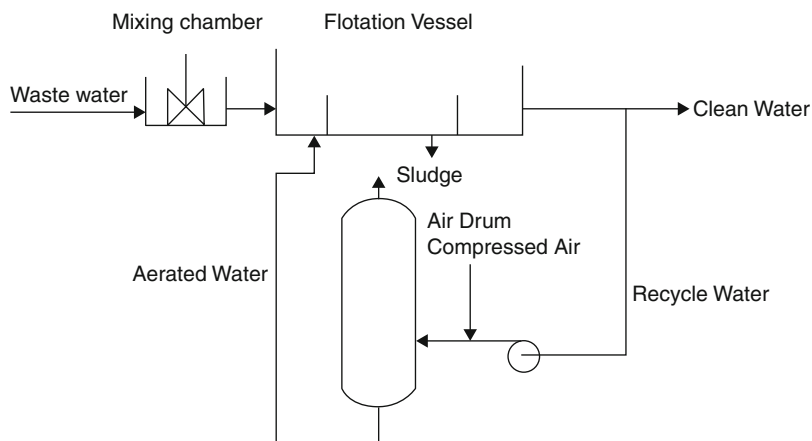 Mixing chamber
Flotation Vessel
Waste water
Clean Water
Sludge
Air Drum
Compressed Air
Aerated Water
Recycle Water